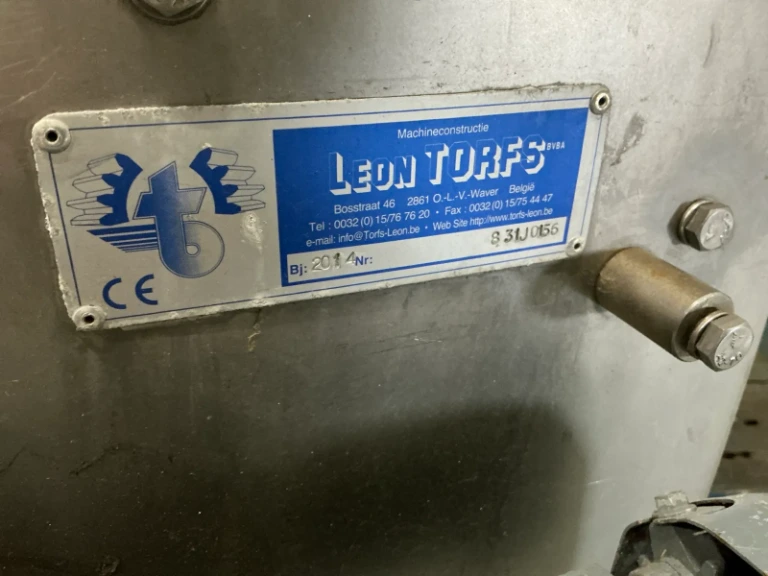 Machineconstructie
LEON TORFS BVBA
Bosstraat 46 2861 O.-L.-V.-Waver België
Tel : 0032 (0) 15/76 76 20 • Fax : 0032 (0) 15/75 44 47
e-mail: info@Torfs-Leon.be • Web Site http://www.torfs-leon.be
Bj: 2014 Nr: 831J0156
CE